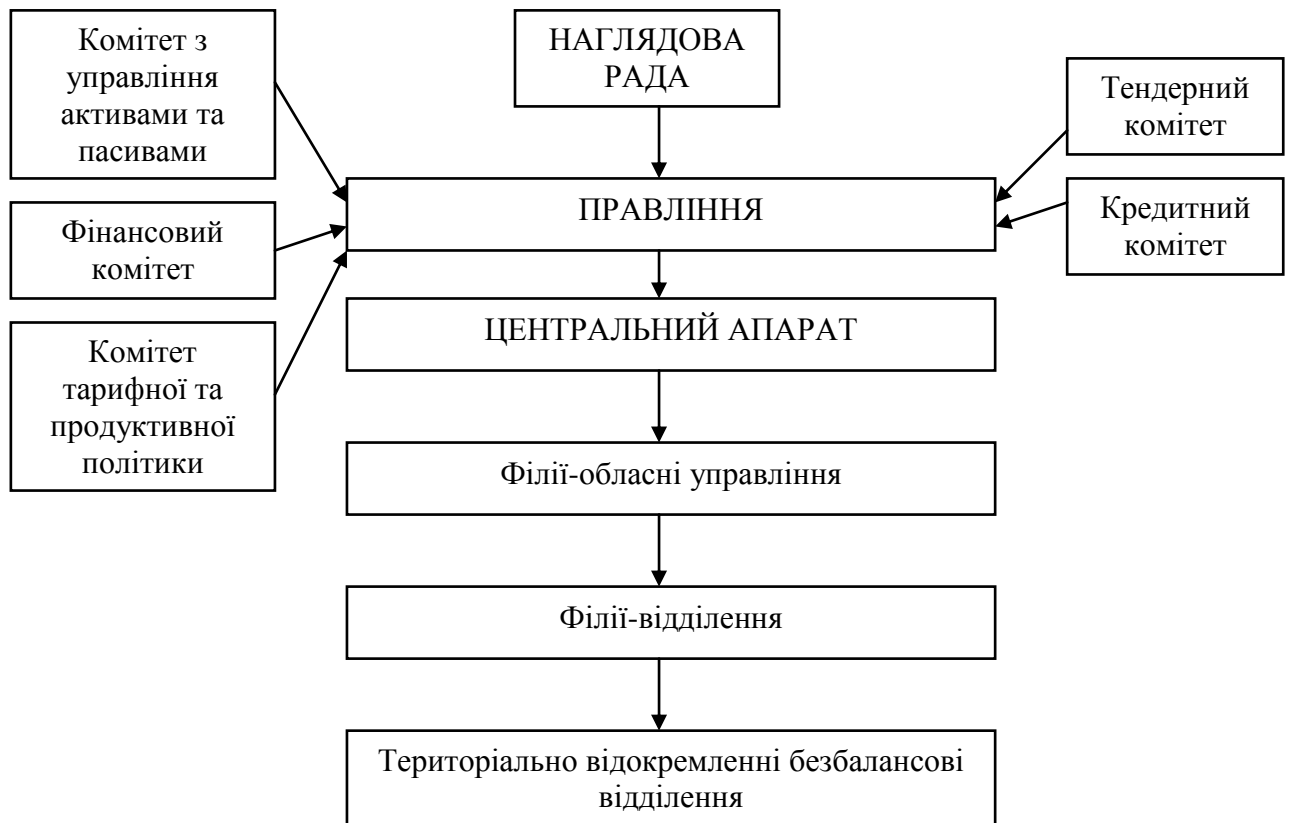 Комітет з
управління
активами та
пасивами
НАГЛЯДОВА
РАДА
Тендерний
комітет
ПРАВЛІННЯ
Фінансовий
комітет
Кредитний
комітет
ЦЕНТРАЛЬНИЙ АПАРАТ
Комітет
тарифної та
продуктивної
політики
Філії-обласні управління
Філії-відділення
Територіально відокремленні безбалансові
відділення